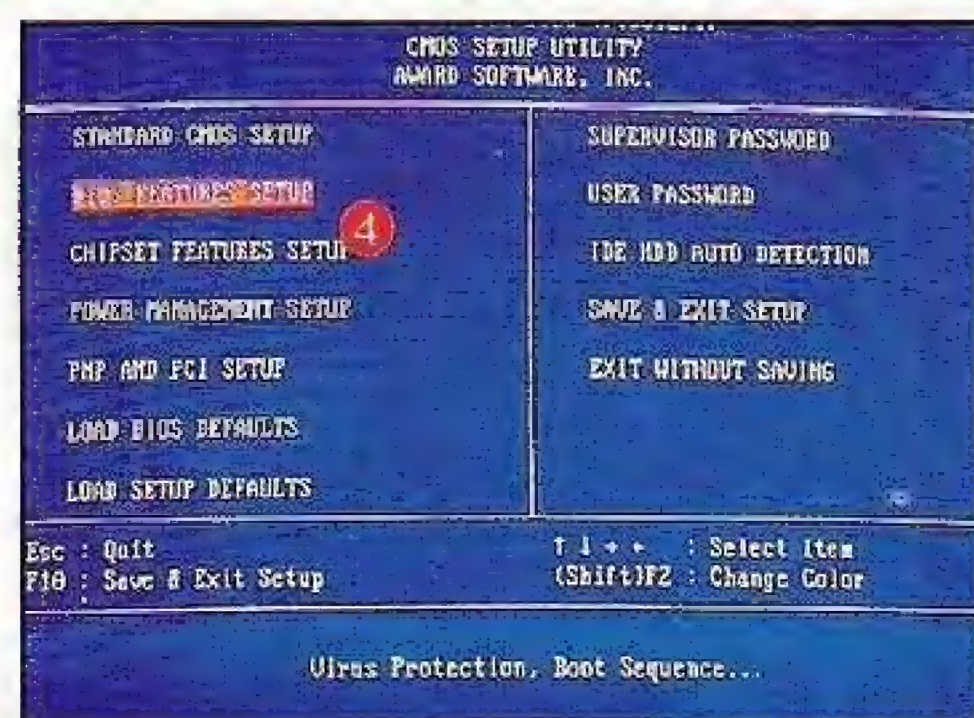 CMOS SETUP UTILITY
AWARD SOFTWARE, INC.
STANDARD CMOS SETUP
BIOS FEATURES SETUP
4
CHIPSET FEATURES SETUP
POWER MANAGEMENT SETUP
PNP AND PCI SETUP
LOAD BIOS DEFAULTS
LOAD SETUP DEFAULTS
SUPERVISOR PASSWORD
USER PASSWORD
IDE HDD AUTO DETECTION
SAVE & EXIT SETUP
EXIT WITHOUT SAVING
Esc : Quit
F10 : Save & Exit Setup
↑ ↓ → ← : Select Item
(Shift)F2 : Change Color
Virus Protection, Boot Sequence...